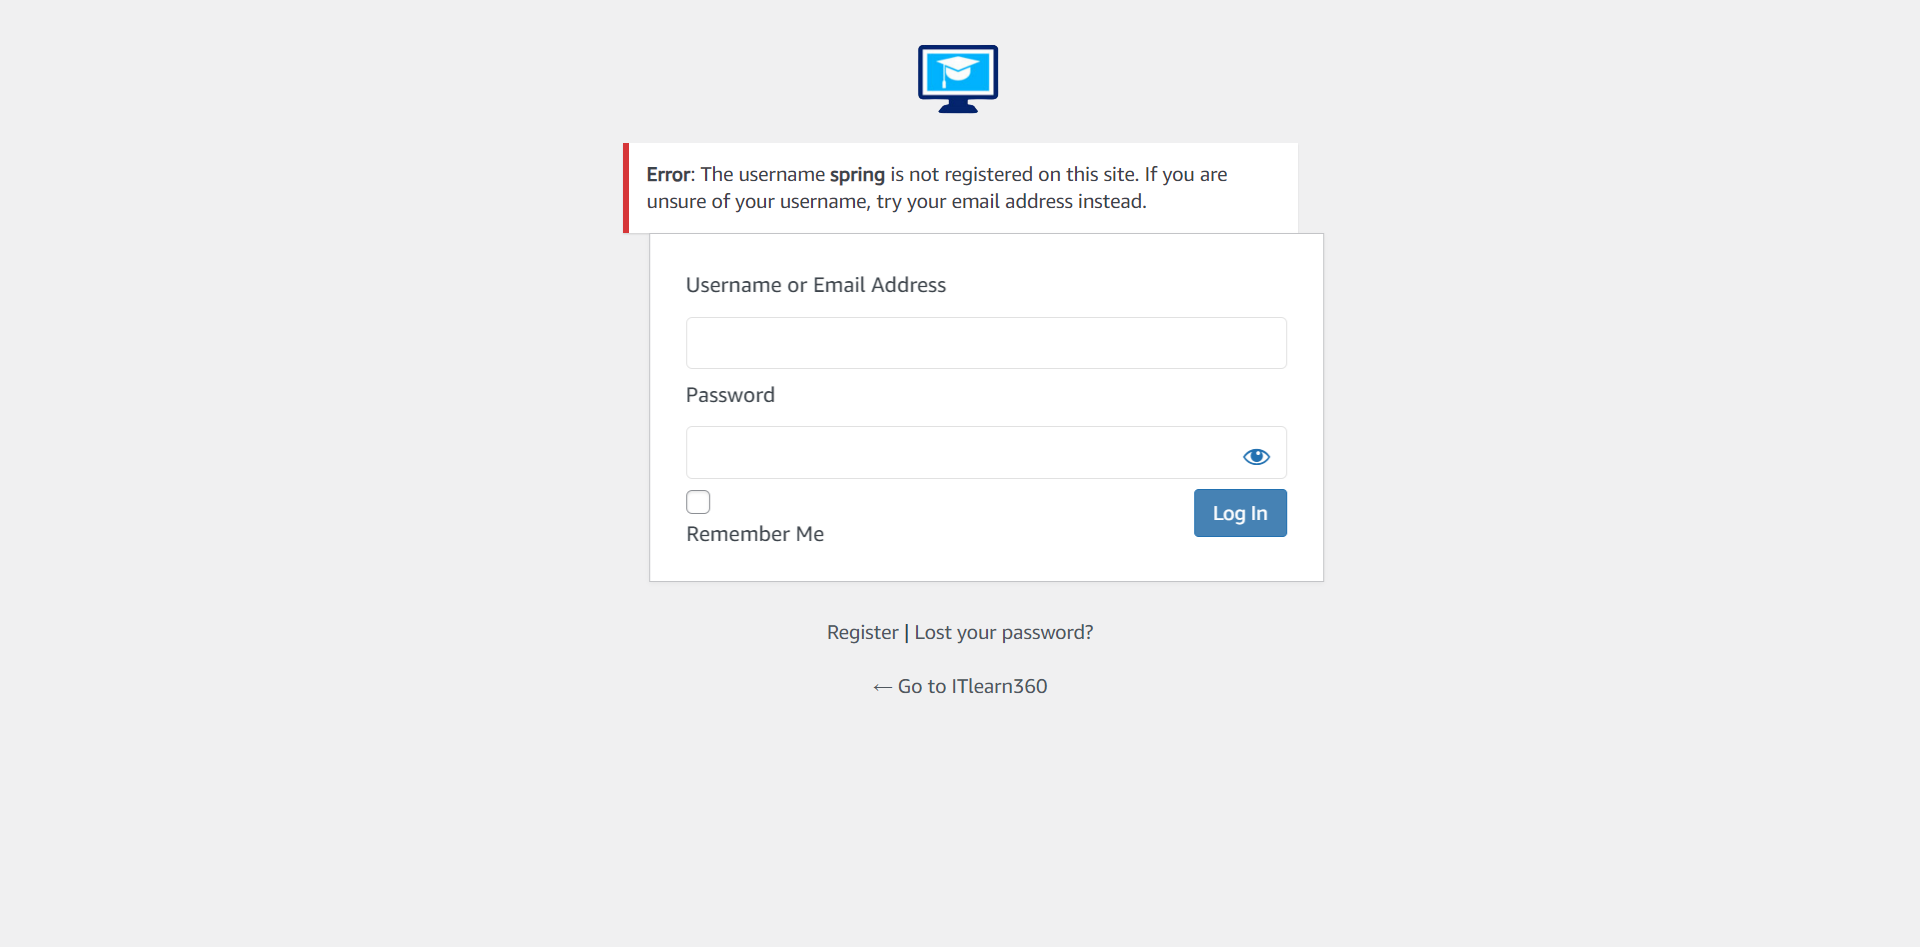 Error: The username spring is not registered on this site. If you are
unsure of your username, try your email address instead.
Username or Email Address
Password
Remember Me
Log In
Register | Lost your password?
← Go to ITlearn360